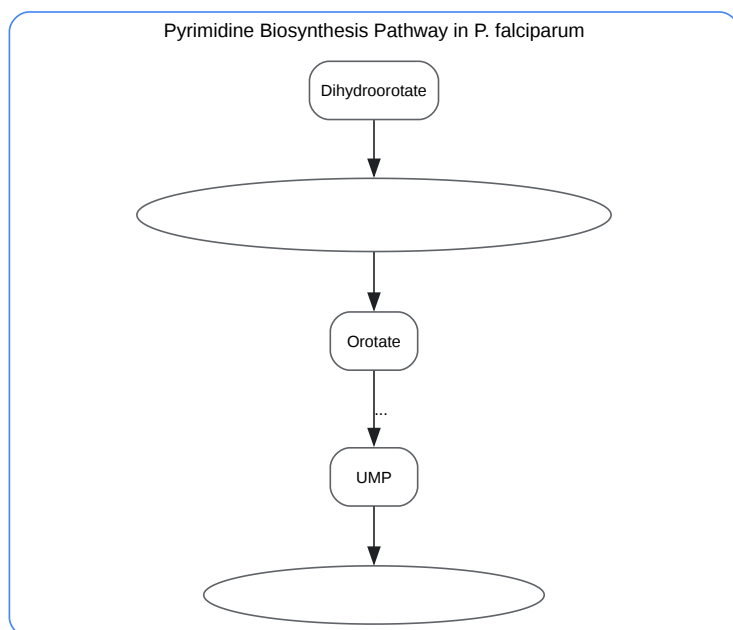 Pyrimidine Biosynthesis Pathway in P. falciparum
Dihydroorotate
Orotate
...
UMP